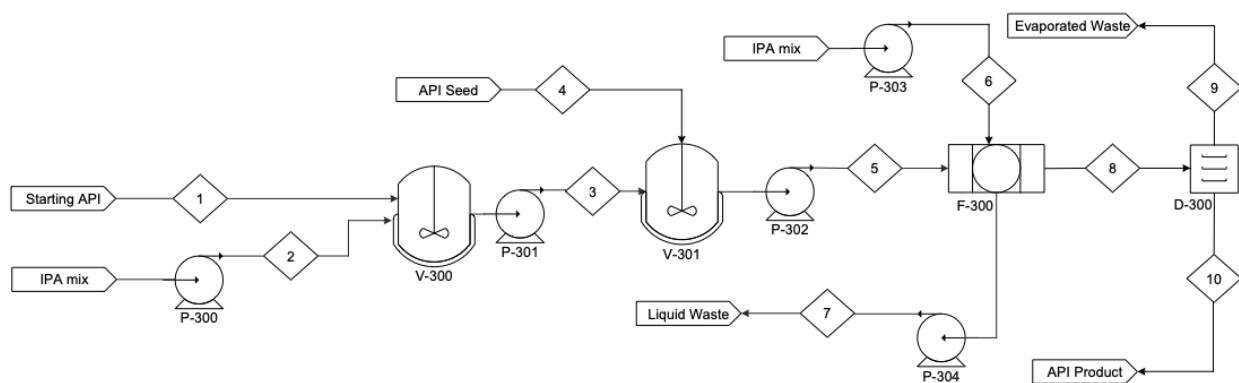 Evaporated Waste
IPA mix
9
6
P-303
API Seed
4
5
8
3
Starting API
1
F-300
D-300
P-302
P-301
V-301
2
V-300
IPA mix
10
P-300
Liquid Waste
7
P-304
API Product